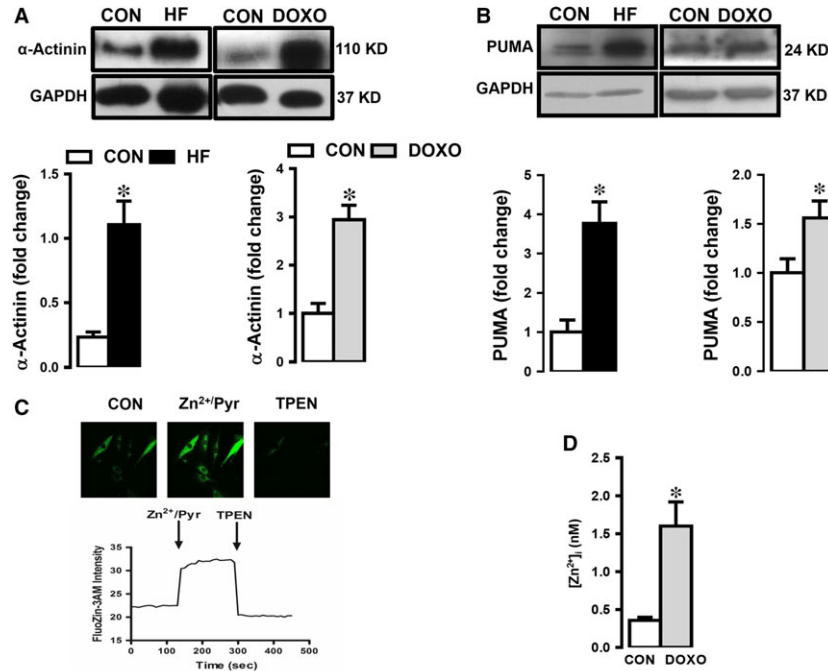 A
CON HF CON DOXO
α-Actinin 110 KD
GAPDH 37 KD
CON HF
α-Actinin (fold change)
1.5
1.0
0.5
0.0
*
CON DOXO
α-Actinin (fold change)
4
3
2
1
0
*
B
CON HF CON DOXO
PUMA 24 KD
GAPDH 37 KD
PUMA (fold change)
5
4
2
1
0
*
PUMA (fold change)
2.0
1.5
1.0
0.5
0.0
*
C
CON Zn²⁺/Pyr TPEN
Zn²⁺/Pyr TPEN
FluoZin-3AM Intensity
35
30
25
20
15
0 100 200 300 400 500
Time (sec)
D
[Zn²⁺]ᵢ (nM)
2.5
2.0
1.5
1.0
0.5
0
*
CON DOXO